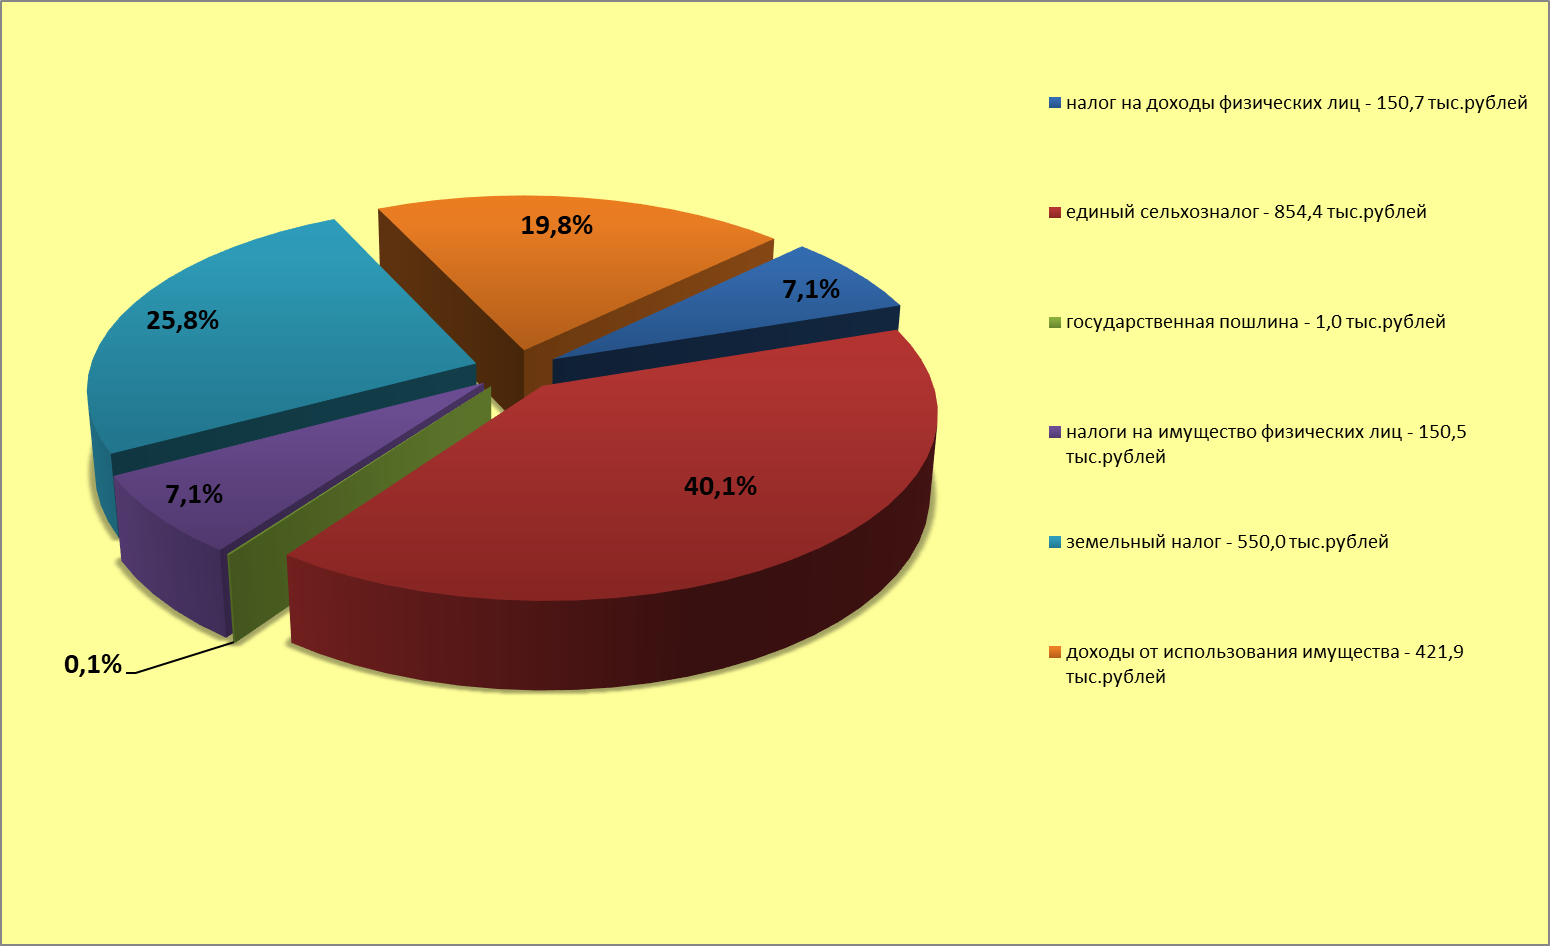 19,8%
7,1%
25,8%
40,1%
7,1%
0,1%
налог на доходы физических лиц - 150,7 тыс.рублей
единый сельхозналог - 854,4 тыс.рублей
государственная пошлина - 1,0 тыс.рублей
налоги на имущество физических лиц - 150,5
тыс.рублей
земельный налог - 550,0 тыс.рублей
доходы от использования имущества - 421,9
тыс.рублей